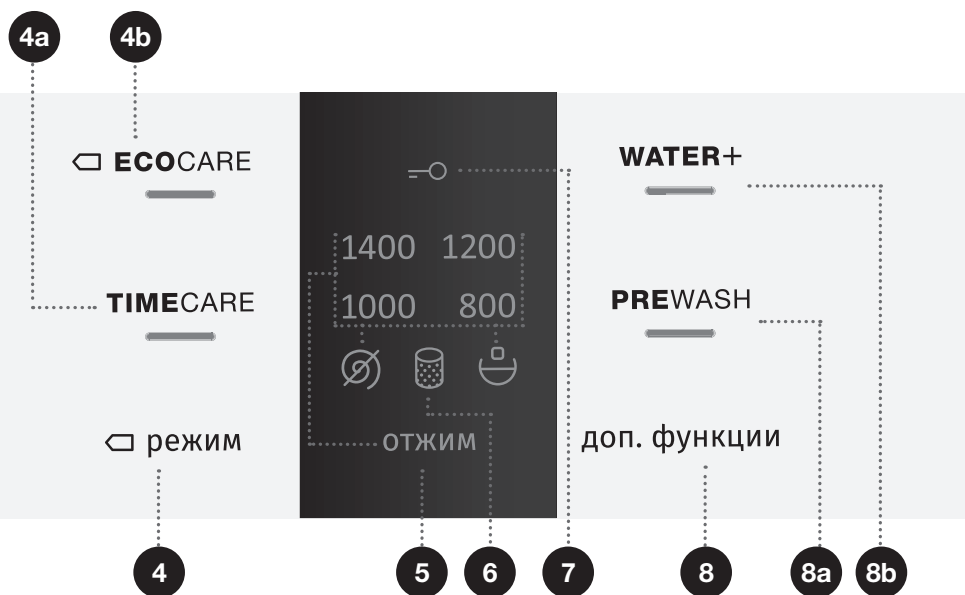 4a 4b
ECOCARE WATER+
1400 1200
TIMECARE 1000 800 PREWASH
режим отжим доп. функции
4 5 6 7 8 8a 8b